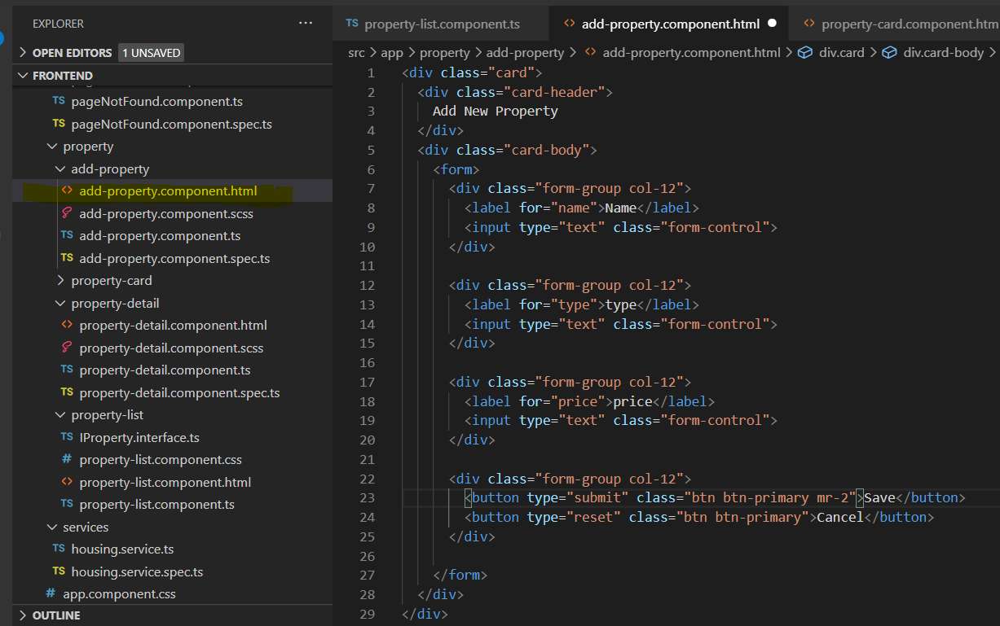 EXPLORER ...
OPEN EDITORS 1 UNSAVED
FRONTEND
TS pageNotFound.component.ts
TS pageNotFound.component.spec.ts
property
add-property
<> add-property.component.html
add-property.component.scss
TS add-property.component.ts
TS add-property.component.spec.ts
property-card
property-detail
<> property-detail.component.html
property-detail.component.scss
TS property-detail.component.ts
TS property-detail.component.spec.ts
property-list
TS IProperty.interface.ts
# property-list.component.css
<> property-list.component.html
TS property-list.component.ts
services
TS housing.service.ts
TS housing.service.spec.ts
# app.component.css
OUTLINE
TS property-list.component.ts <> add-property.component.html ● <> property-card.component.htm
src > app > property > add-property > <> add-property.component.html > div.card > div.card-body >
1 <div class="card">
2 <div class="card-header">
3 Add New Property
4 </div>
5 <div class="card-body">
6 <form>
7 <div class="form-group col-12">
8 <label for="name">Name</label>
9 <input type="text" class="form-control">
10 </div>
11
12 <div class="form-group col-12">
13 <label for="type">type</label>
14 <input type="text" class="form-control">
15 </div>
16
17 <div class="form-group col-12">
18 <label for="price">price</label>
19 <input type="text" class="form-control">
20 </div>
21
22 <div class="form-group col-12">
23 <button type="submit" class="btn btn-primary mr-2">Save</button>
24 <button type="reset" class="btn btn-primary">Cancel</button>
25 </div>
26
27 </form>
28 </div>
29 </div>